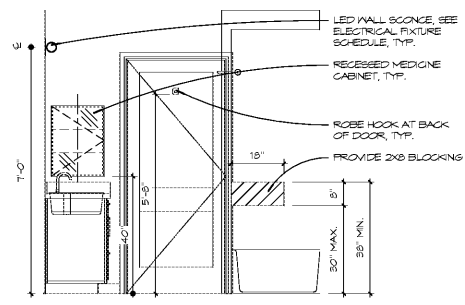 LED WALL SCONCE, SEE
ELECTRICAL FIXTURE
SCHEDULE, TYP.
RECESSED MEDICINE
CABINET, TYP.
ROBE HOOK AT BACK
OF DOOR, TYP.
18"
PROVIDE 2X8 BLOCKING
7'-0"
5'-8"
40"
8"
30" MAX.
38" MIN.